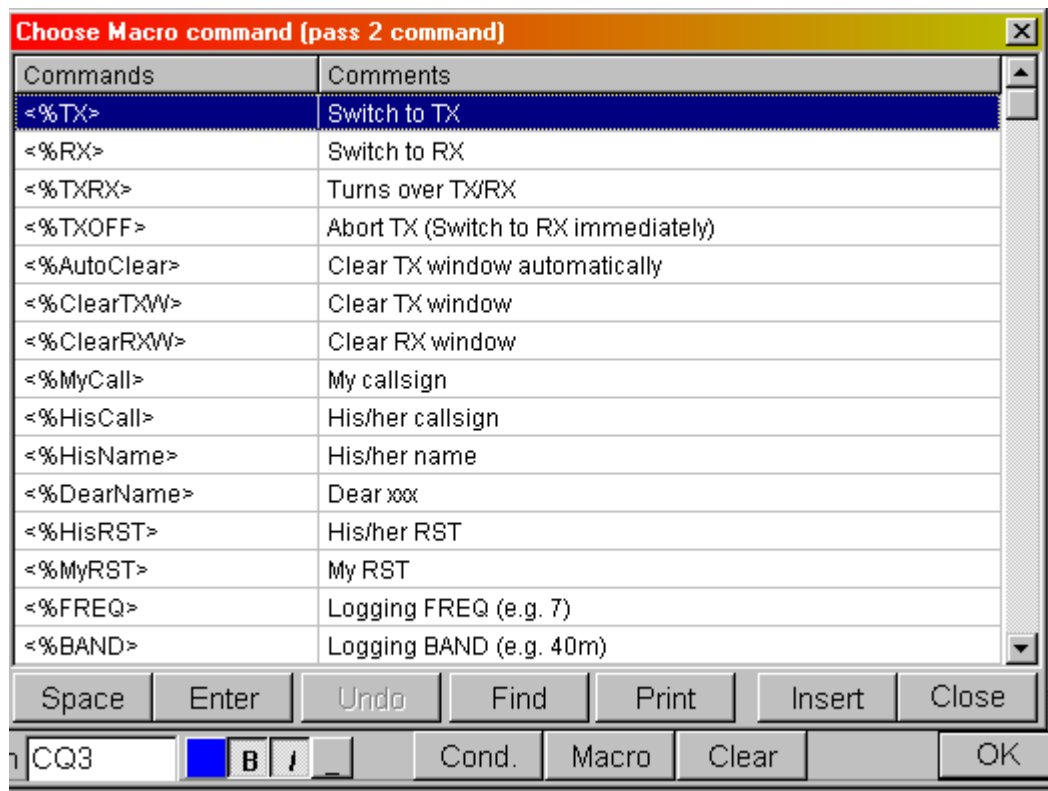 Choose Macro command (pass 2 command)
Commands Comments
<%TX> Switch to TX
<%RX> Switch to RX
<%TXRX> Turns over TX/RX
<%TXOFF> Abort TX (Switch to RX immediately)
<%AutoClear> Clear TX window automatically
<%ClearTXW> Clear TX window
<%ClearRXW> Clear RX window
<%MyCall> My callsign
<%HisCall> His/her callsign
<%HisName> His/her name
<%DearName> Dear xxx
<%HisRST> His/her RST
<%MyRST> My RST
<%FREQ> Logging FREQ (e.g. 7)
<%BAND> Logging BAND (e.g. 40m)
Space Enter Undo Find Print Insert Close
CQ3 B I _ Cond. Macro Clear OK